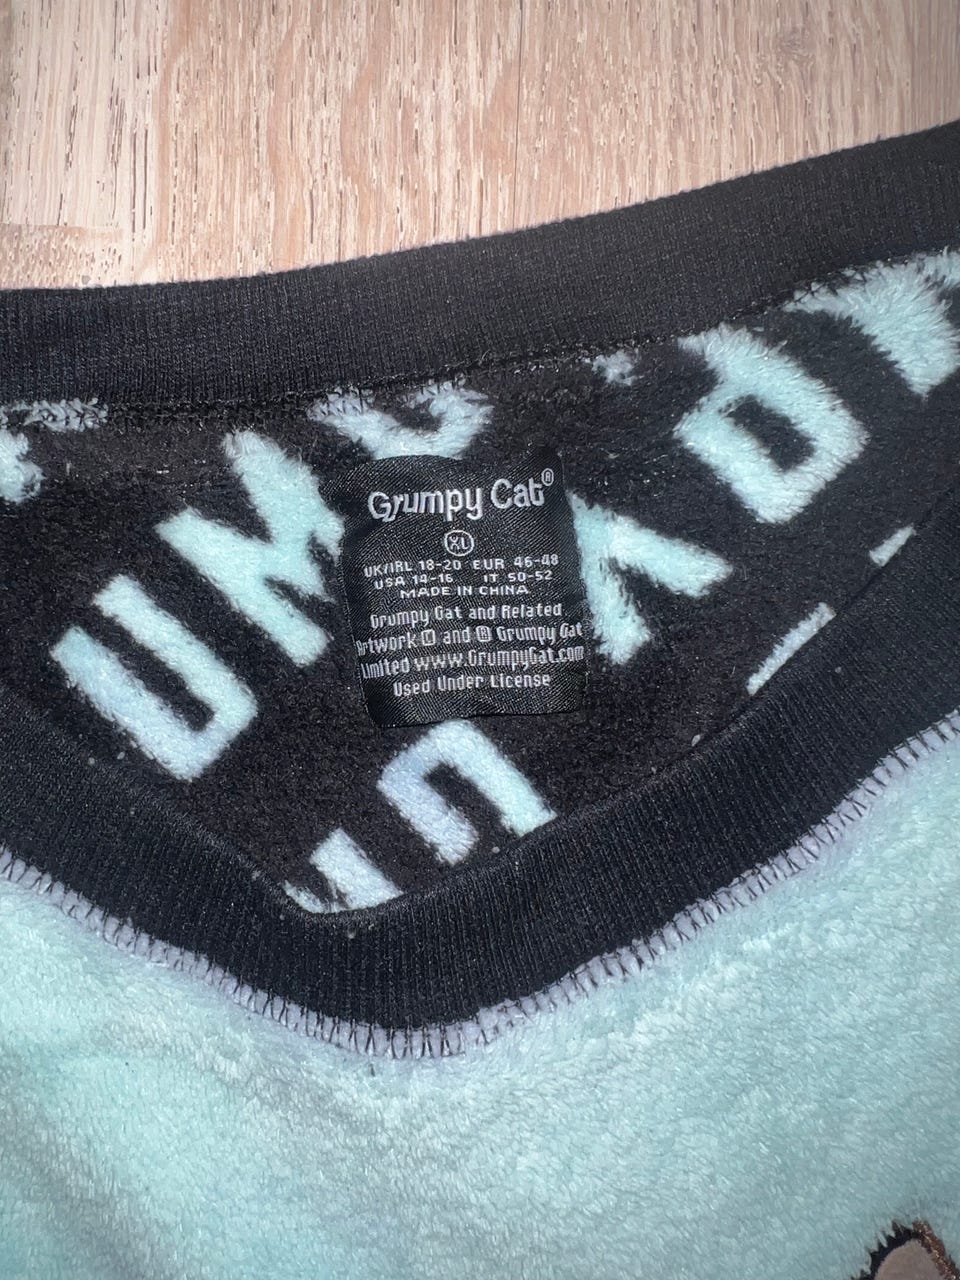 Grumpy Cat®
XL
UK/IRL 18-20 EUR 46-48
USA 14-16 IT 50-52
MADE IN CHINA
Grumpy Cat and Related
Artwork © and ® Grumpy Cat
Limited www.GrumpyCat.com
Used Under License
UM